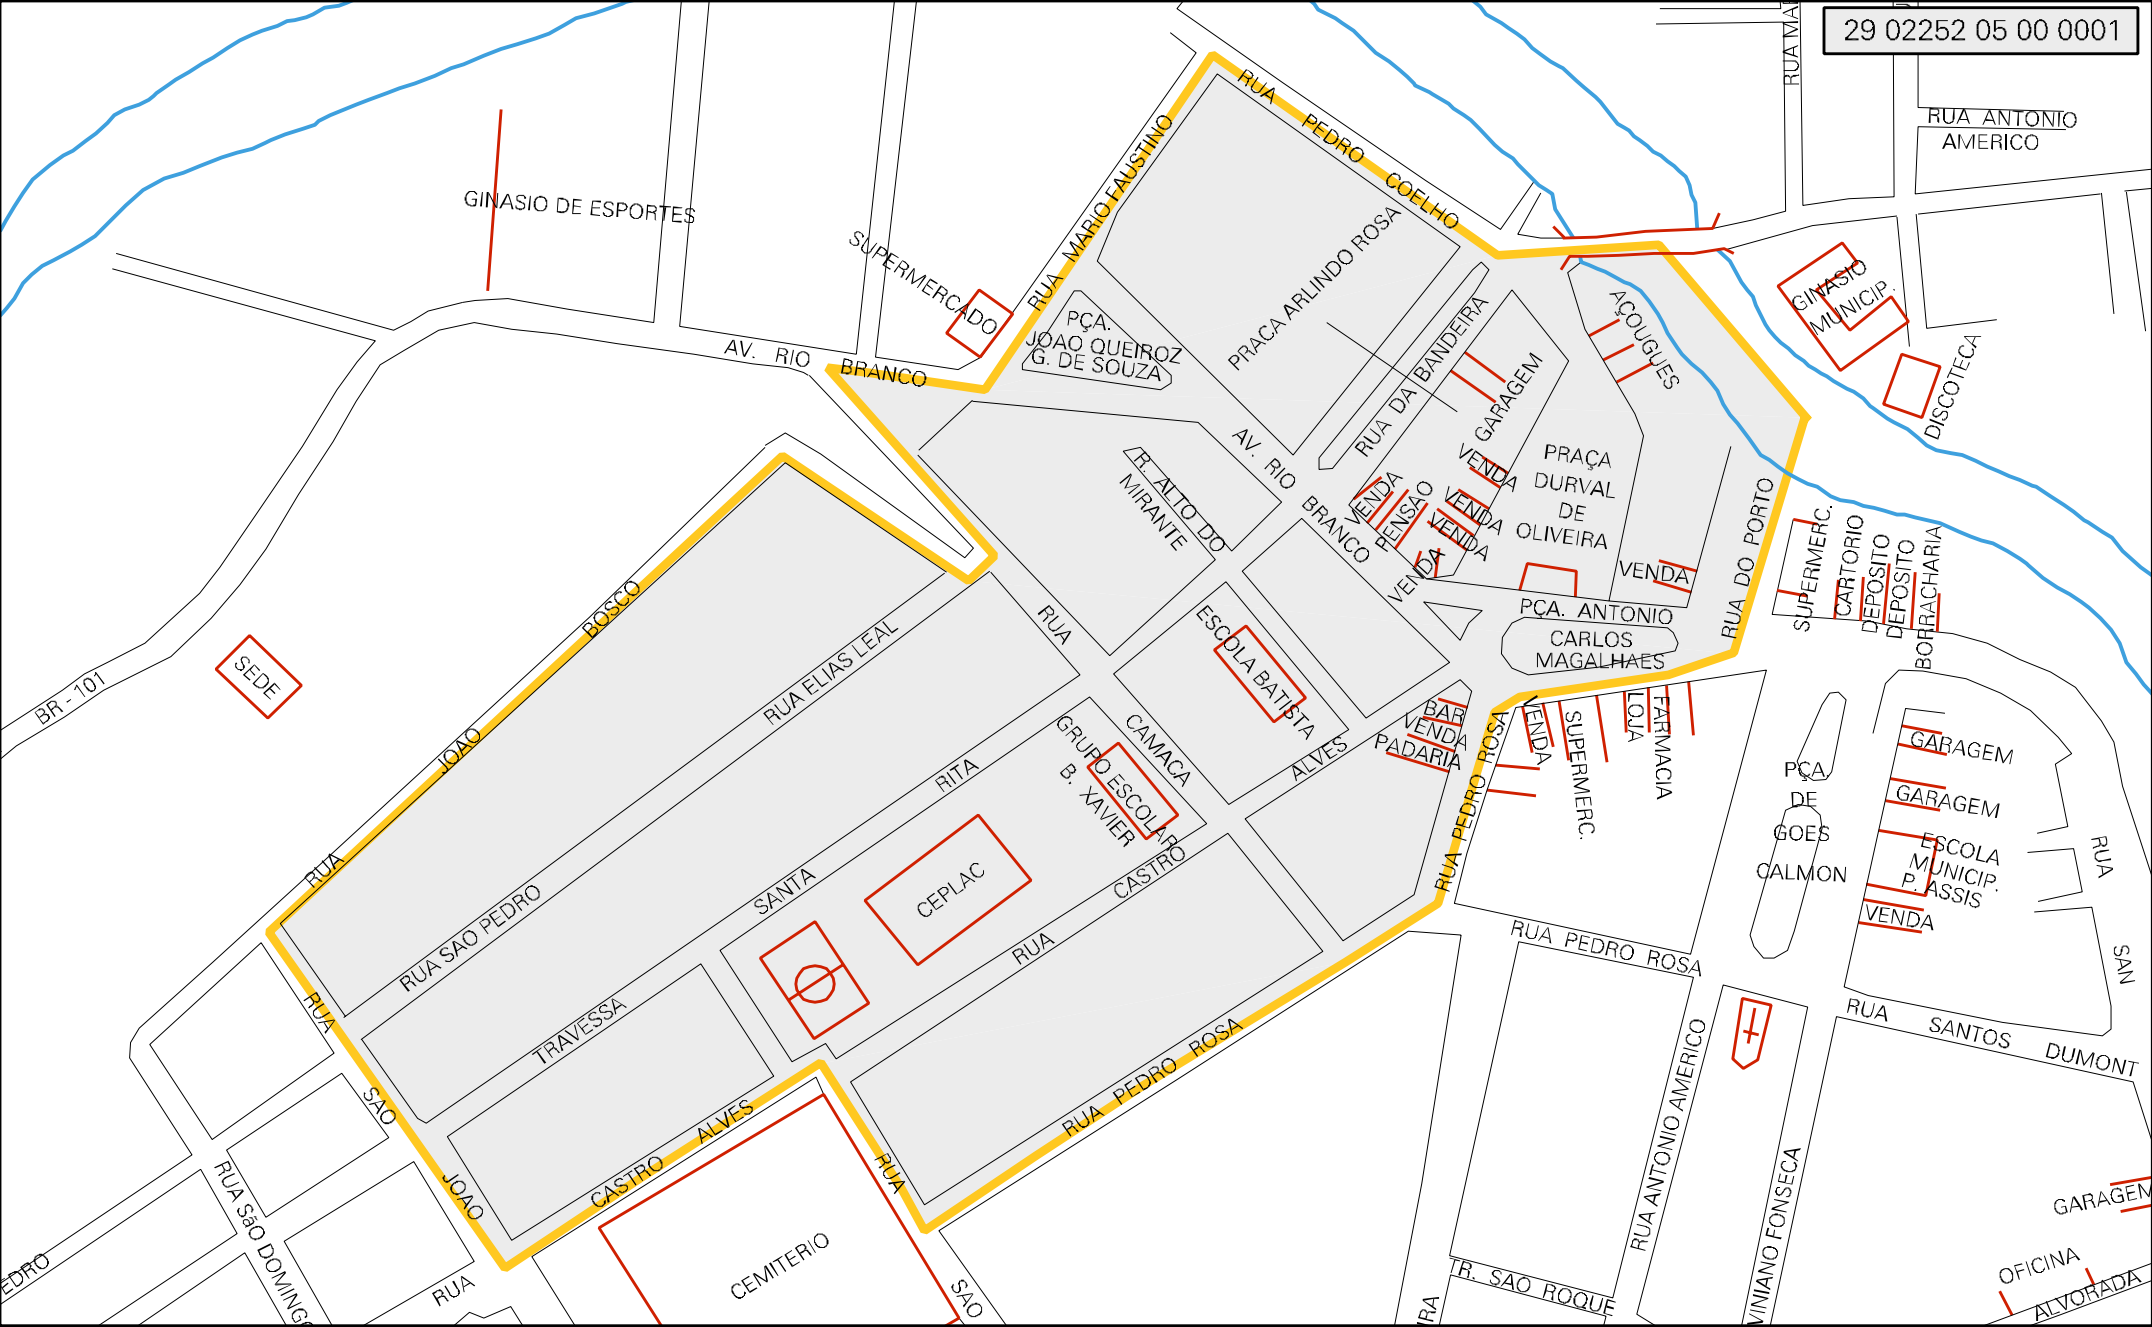 29 02252 05 00 0001
RUA ANTONIO
AMERICO
GINASIO DE ESPORTES
SUPERMERCADO
RUA MARIO FAUSTINO
RUA PEDRO COELHO
PRACA ARLINDO ROSA
PÇA.
JOAO QUEIROZ
G. DE SOUZA
AV. RIO BRANCO
RUA DA BANDEIRA
GARAGEM
AÇOUGUES
GINASIO
MUNICIP.
DISCOTECA
AV. RIO BRANCO
R. ALTO DO
MIRANTE
VENDA
PENSAO
VENDA
VENDA
VENDA
VENDA
PRAÇA
DURVAL
DE
OLIVEIRA
VENDA
RUA DO PORTO
SUPERMERC.
CARTORIO
DEPOSITO
DEPOSITO
BORRACHARIA
PÇA. ANTONIO
CARLOS
MAGALHAES
SEDE
BR - 101
RUA JOAO BOSCO
RUA ELIAS LEAL
RUA SAO PEDRO
RUA CAMACA
ESCOLA BATISTA
GRUPO ESCOLAR
B. XAVIER
BAR
VENDA
PADARIA
VENDA
SUPERMERC.
LOJA
FARMACIA
RUA PEDRO ROSA
PÇA.
DE
GOES
CALMON
GARAGEM
GARAGEM
ESCOLA
MUNICIP.
P. ASSIS
VENDA
RUA SAN
TRAVESSA SANTA RITA
CEPLAC
RUA CASTRO ALVES
RUA PEDRO ROSA
RUA SANTOS DUMONT
RUA SAO JOAO
CASTRO ALVES
RUA PEDRO ROSA
RUA SAO
CEMITERIO
RUA SãO DOMINGO
EDRO
RUA
RUA ANTONIO AMERICO
VINIANO FONSECA
TR. SAO ROQUE
IRA
GARAGEM
OFICINA
ALVORADA